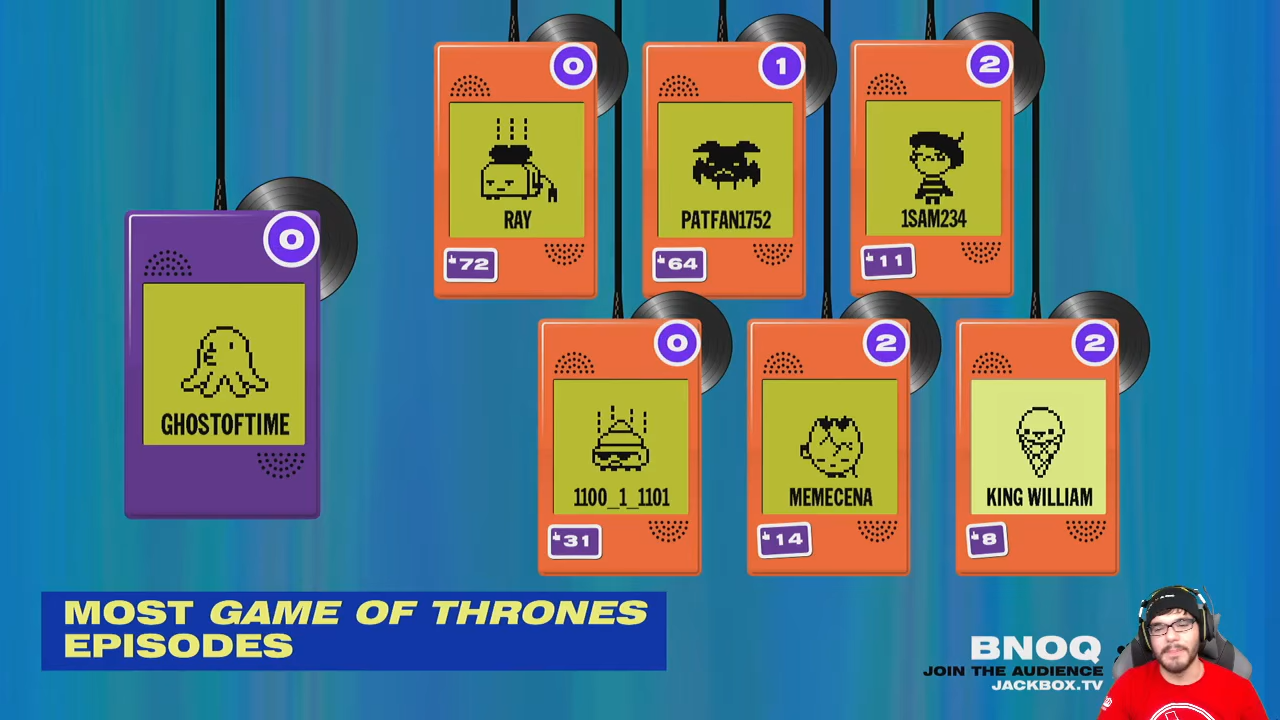 0
1
2
RAY
PATFAN1752
1SAM234
72
64
11
0
GHOSTOFTIME
0
2
2
1100_1_1101
MEMECENA
KING WILLIAM
31
14
8
MOST GAME OF THRONES
EPISODES
BNOQ
JOIN THE AUDIENCE
JACKBOX.TV